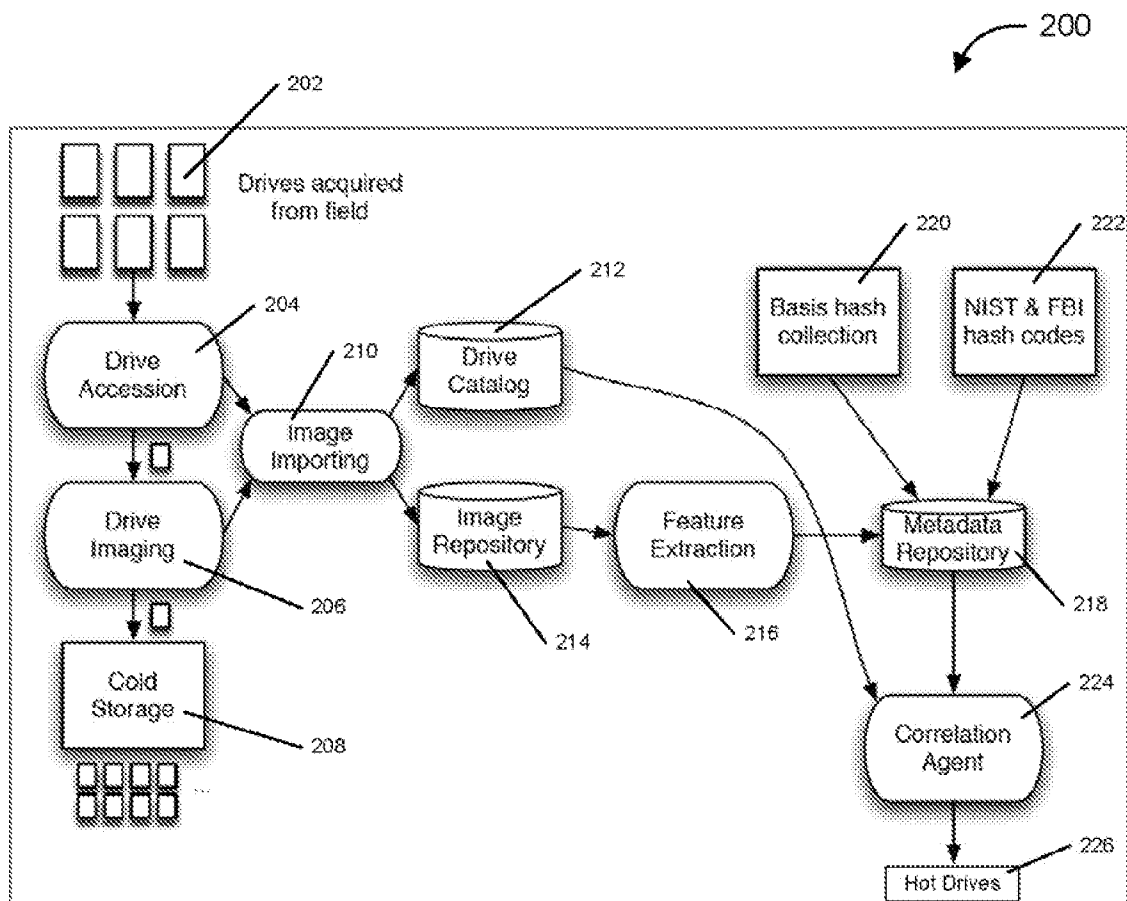 200
202
Drives acquired
from field
220
222
212
Basis hash
collection
NIST & FBI
hash codes
204
Drive
Accession
210
Drive
Catalog
Image
Importing
Drive
Imaging
Image
Repository
Feature
Extraction
Metadata
Repository
206
214
216
218
Cold
Storage
208
224
Correlation
Agent
...
226
Hot Drives